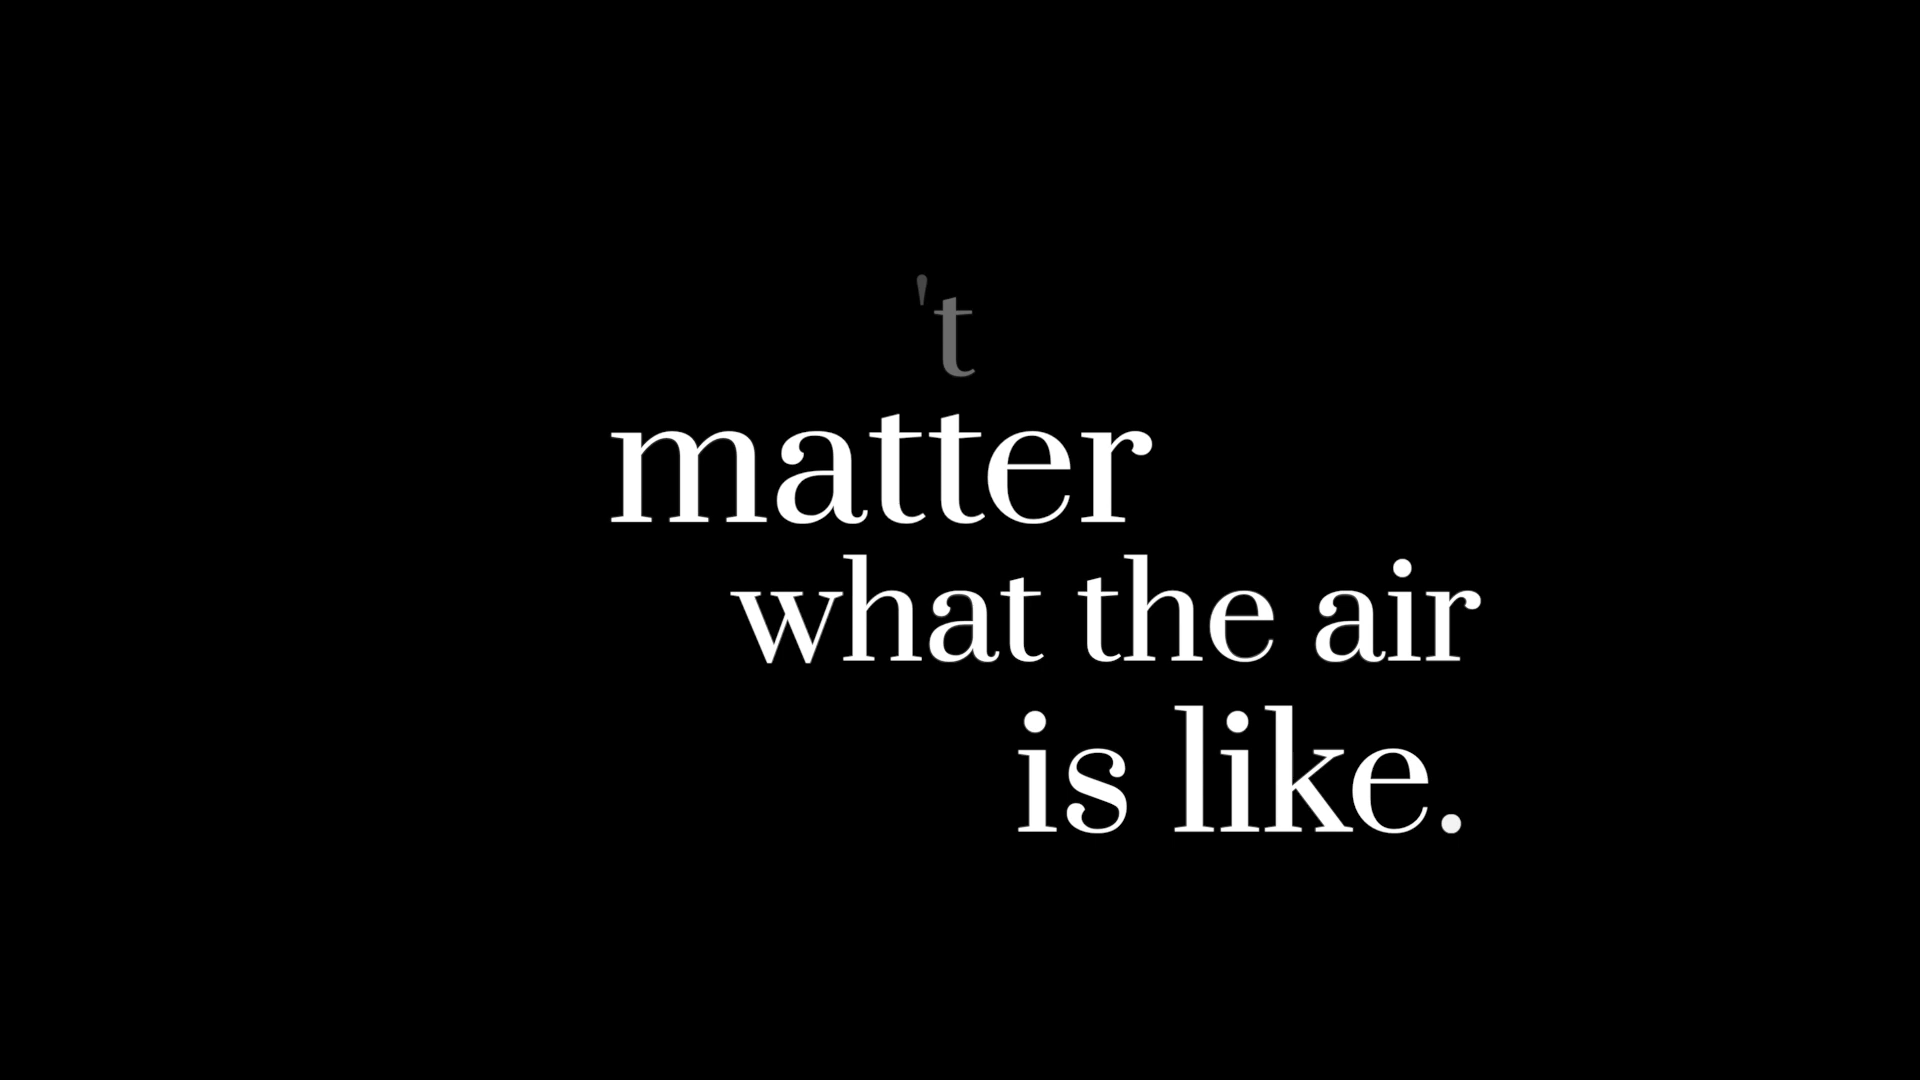 't
matter
what the air
is like.